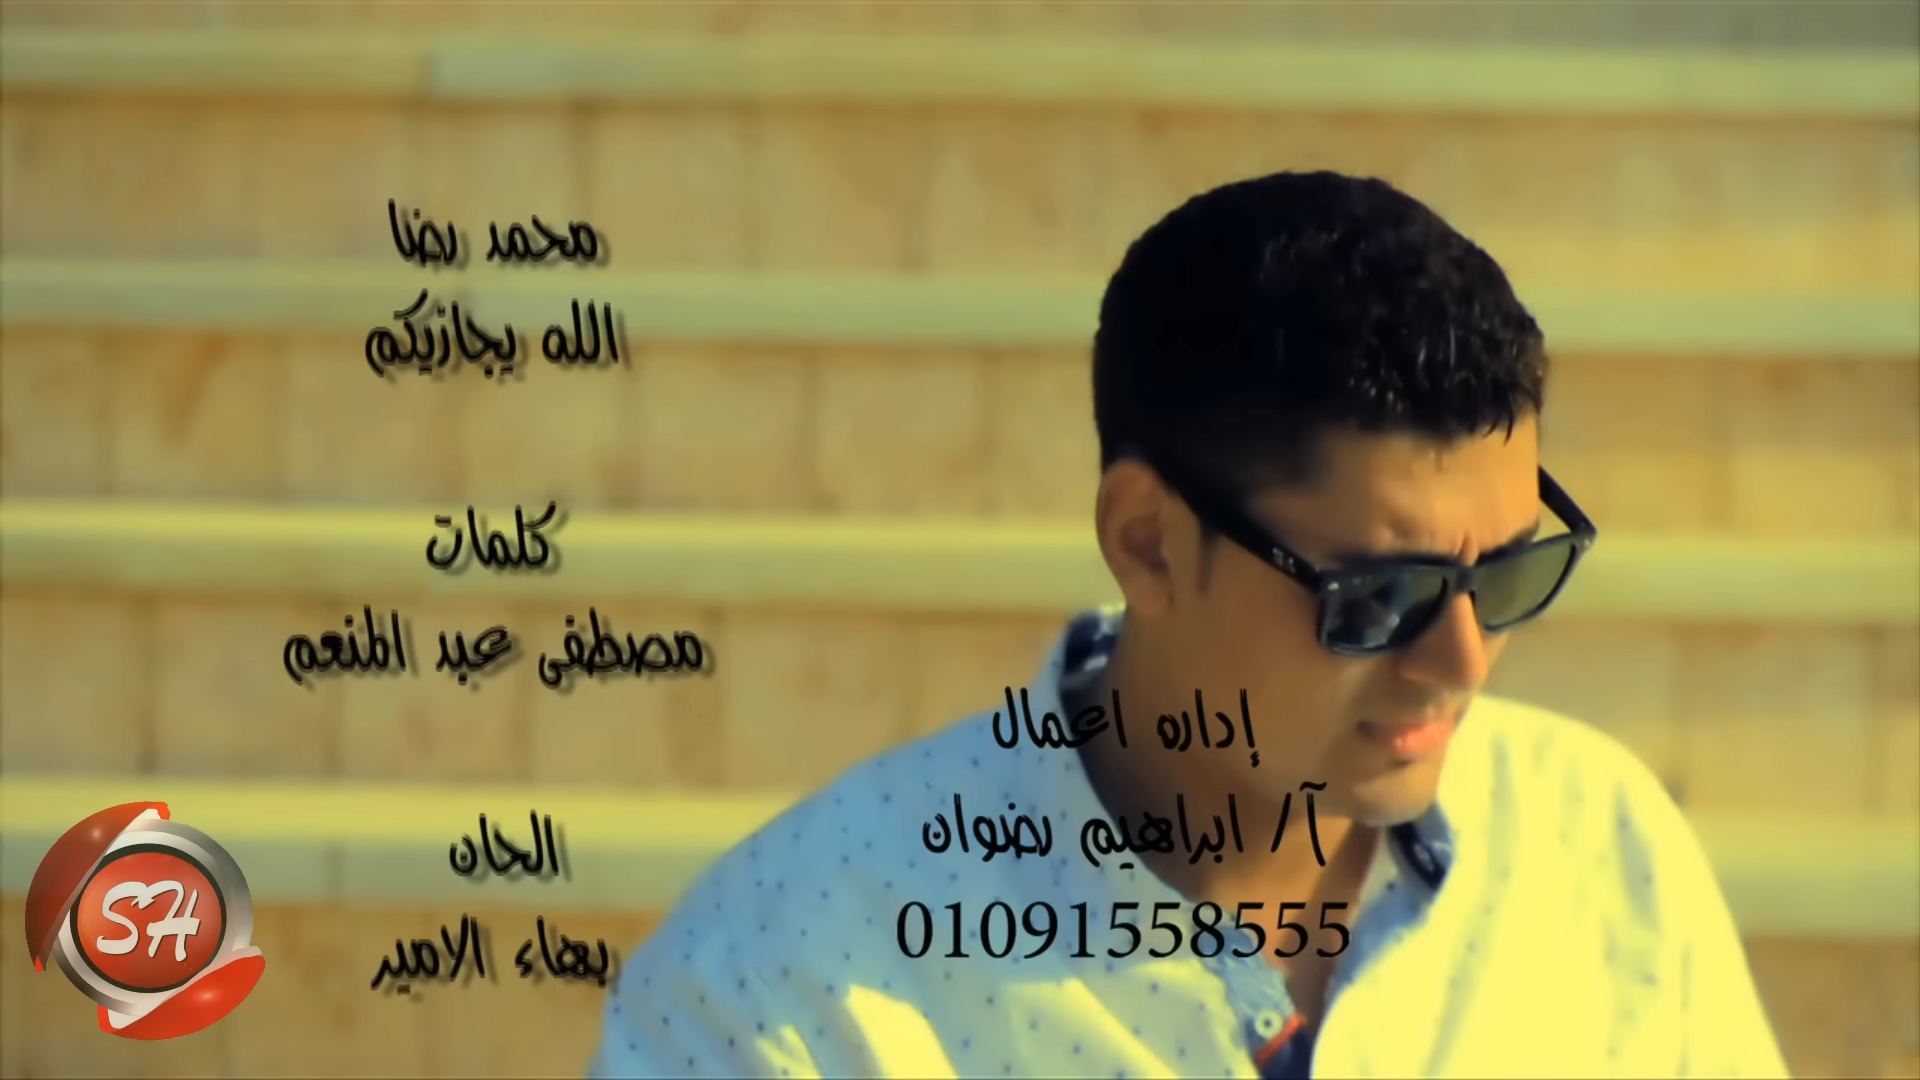 محمد رضا
الله يجازيكم
كلمات
مصطفى عبد المنعم
الحان
بهاء الامير
إداره اعمال
آ/ ابراهيم رضوان
01091558555
SH